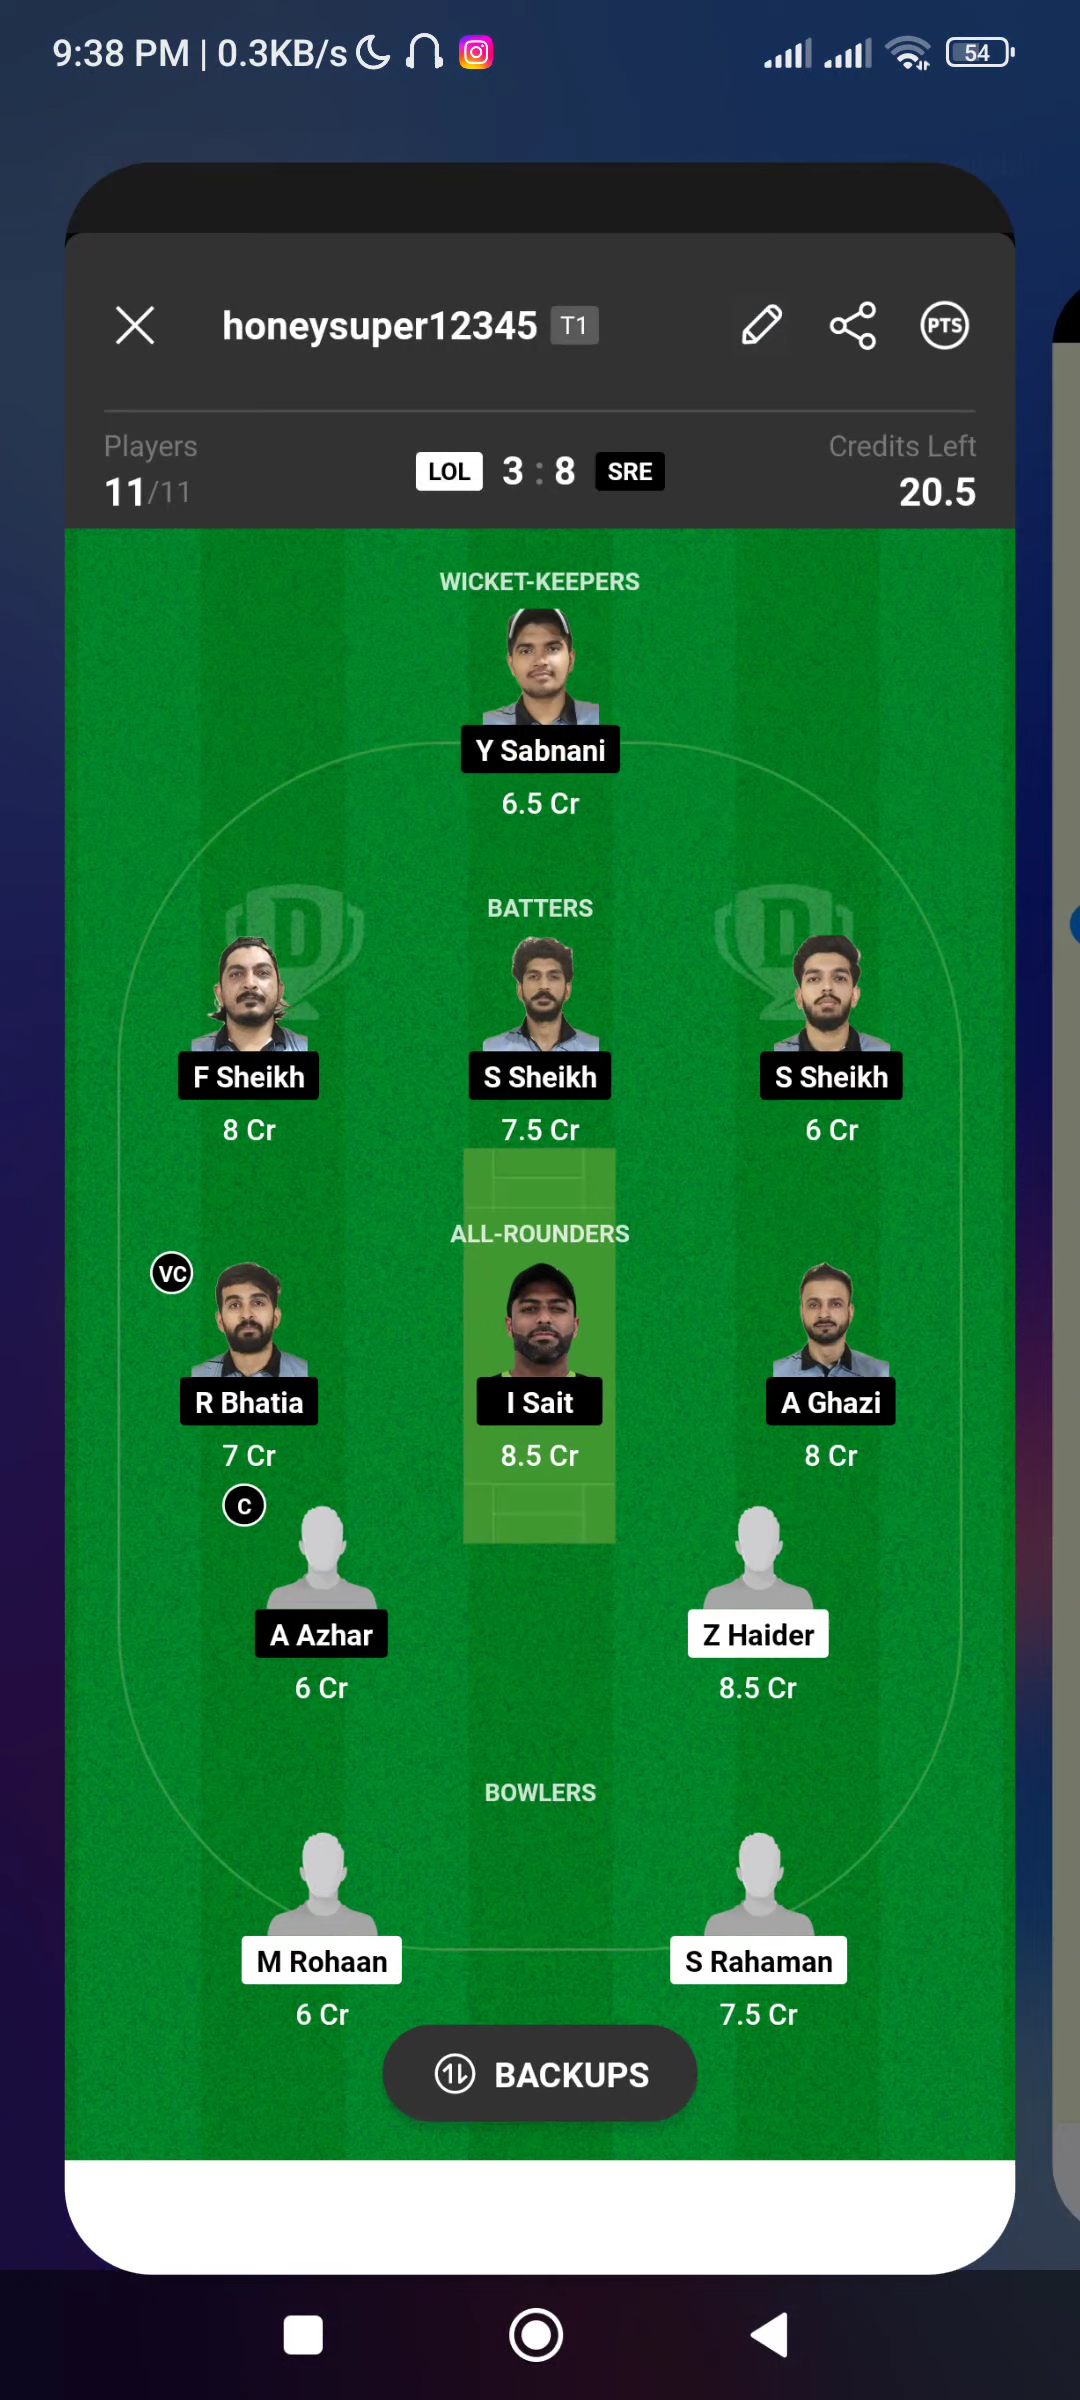 9:38 PM | 0.3KB/s
54
honeysuper12345 T1
PTS
Players
Credits Left
11/11
LOL 3 : 8 SRE
20.5
WICKET-KEEPERS
Y Sabnani
6.5 Cr
BATTERS
F Sheikh S Sheikh S Sheikh
8 Cr 7.5 Cr 6 Cr
ALL-ROUNDERS
VC
R Bhatia I Sait A Ghazi
7 Cr 8.5 Cr 8 Cr
C
A Azhar Z Haider
6 Cr 8.5 Cr
BOWLERS
M Rohaan S Rahaman
6 Cr 7.5 Cr
BACKUPS